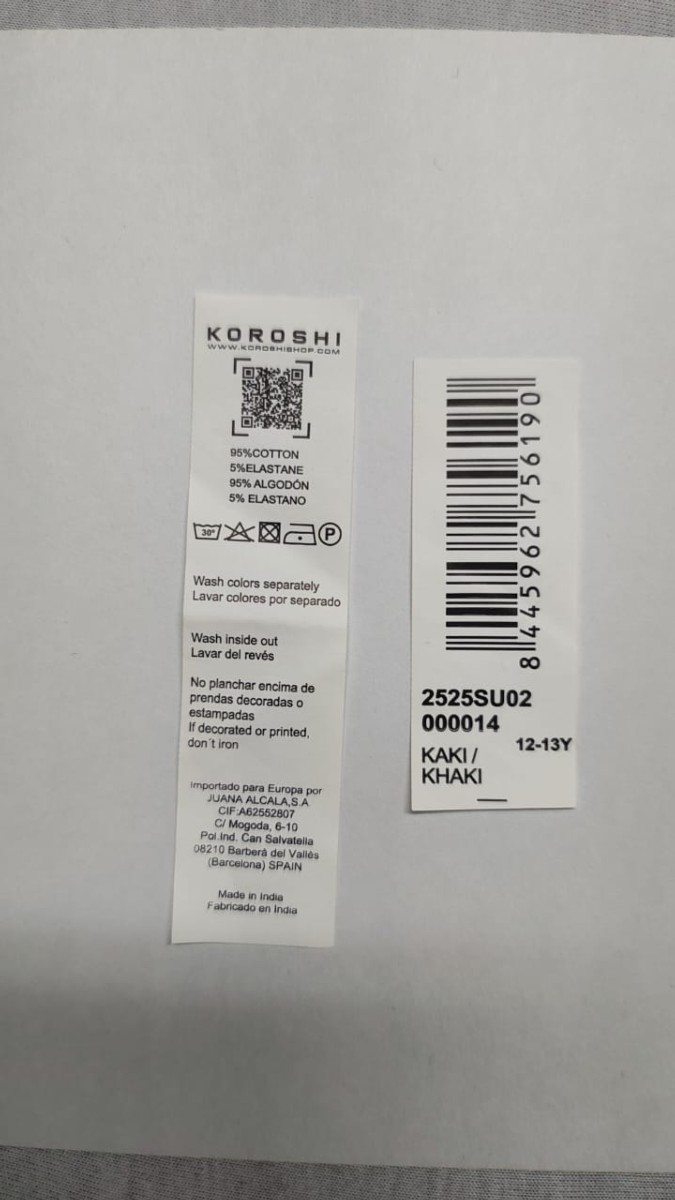 KOROSHI
WWW.KOROSHISHOP.COM
95%COTTON
5%ELASTANE
95% ALGODÓN
5% ELASTANO
30°
P
Wash colors separately
Lavar colores por separado
Wash inside out
Lavar del revés
No planchar encima de
prendas decoradas o
estampadas
If decorated or printed,
don´t iron
Importado para Europa por
JUANA ALCALA,S.A
CIF:A62552807
C/ Mogoda, 6-10
Pol.Ind. Can Salvatella
08210 Barberá del Vallès
(Barcelona) SPAIN
Made in India
Fabricado en India
8 445962 756190
2525SU02
000014
12-13Y
KAKI /
KHAKI